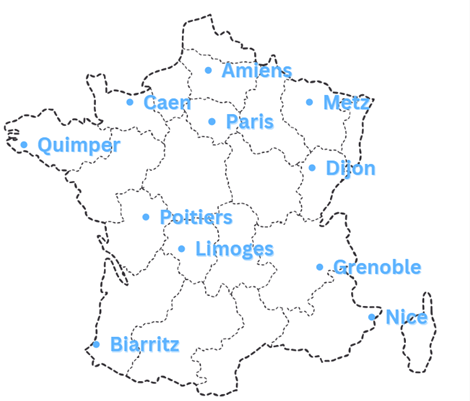 Amiens
Caen
Metz
Paris
Quimper
Dijon
Poitiers
Limoges
Grenoble
Nice
Biarritz